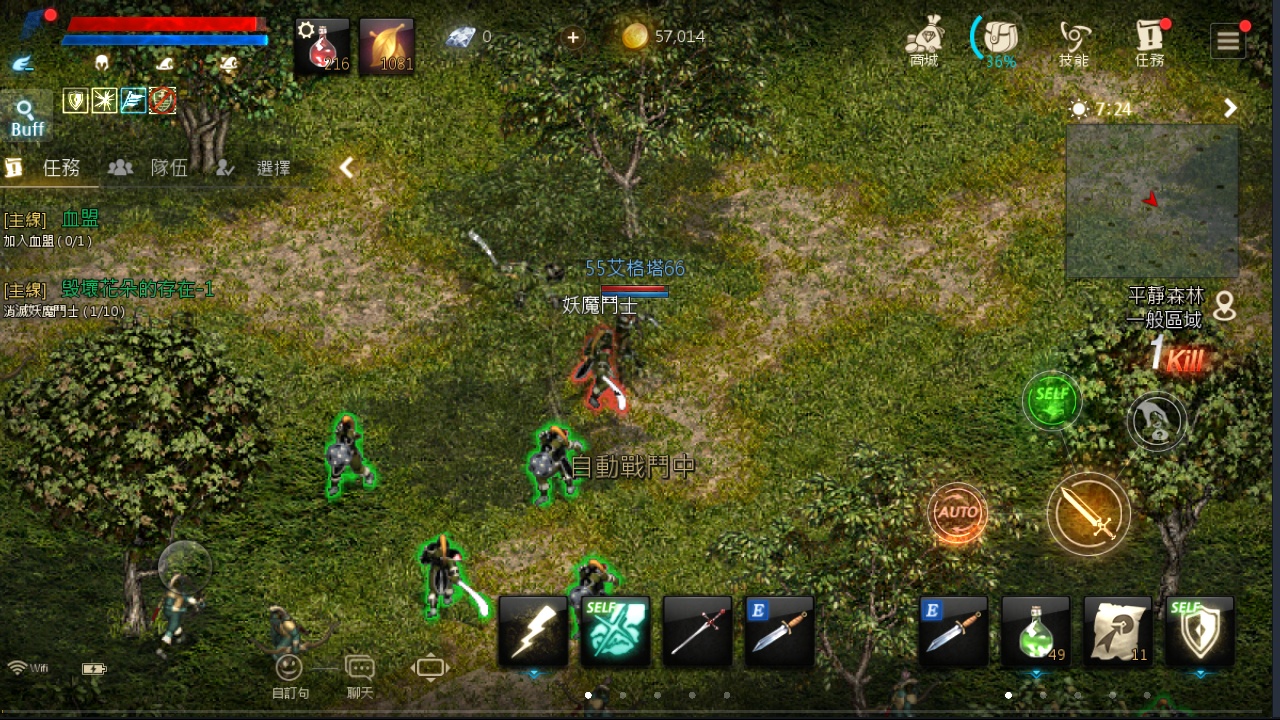 216
1081
0
+
57,014
商城
36%
技能
任務
Buff
7:24
任務
隊伍
選擇
[主線] 血盟
加入血盟 (0/1)
[主線] 毀壞花朵的存在-1
消滅妖魔鬥士 (1/10)
55艾格塔66
妖魔鬥士
平靜森林
一般區域
1 Kill
SELF
自動戰鬥中
AUTO
SELF
E
E
49
11
SELF
Wifi
自訂句
聊天